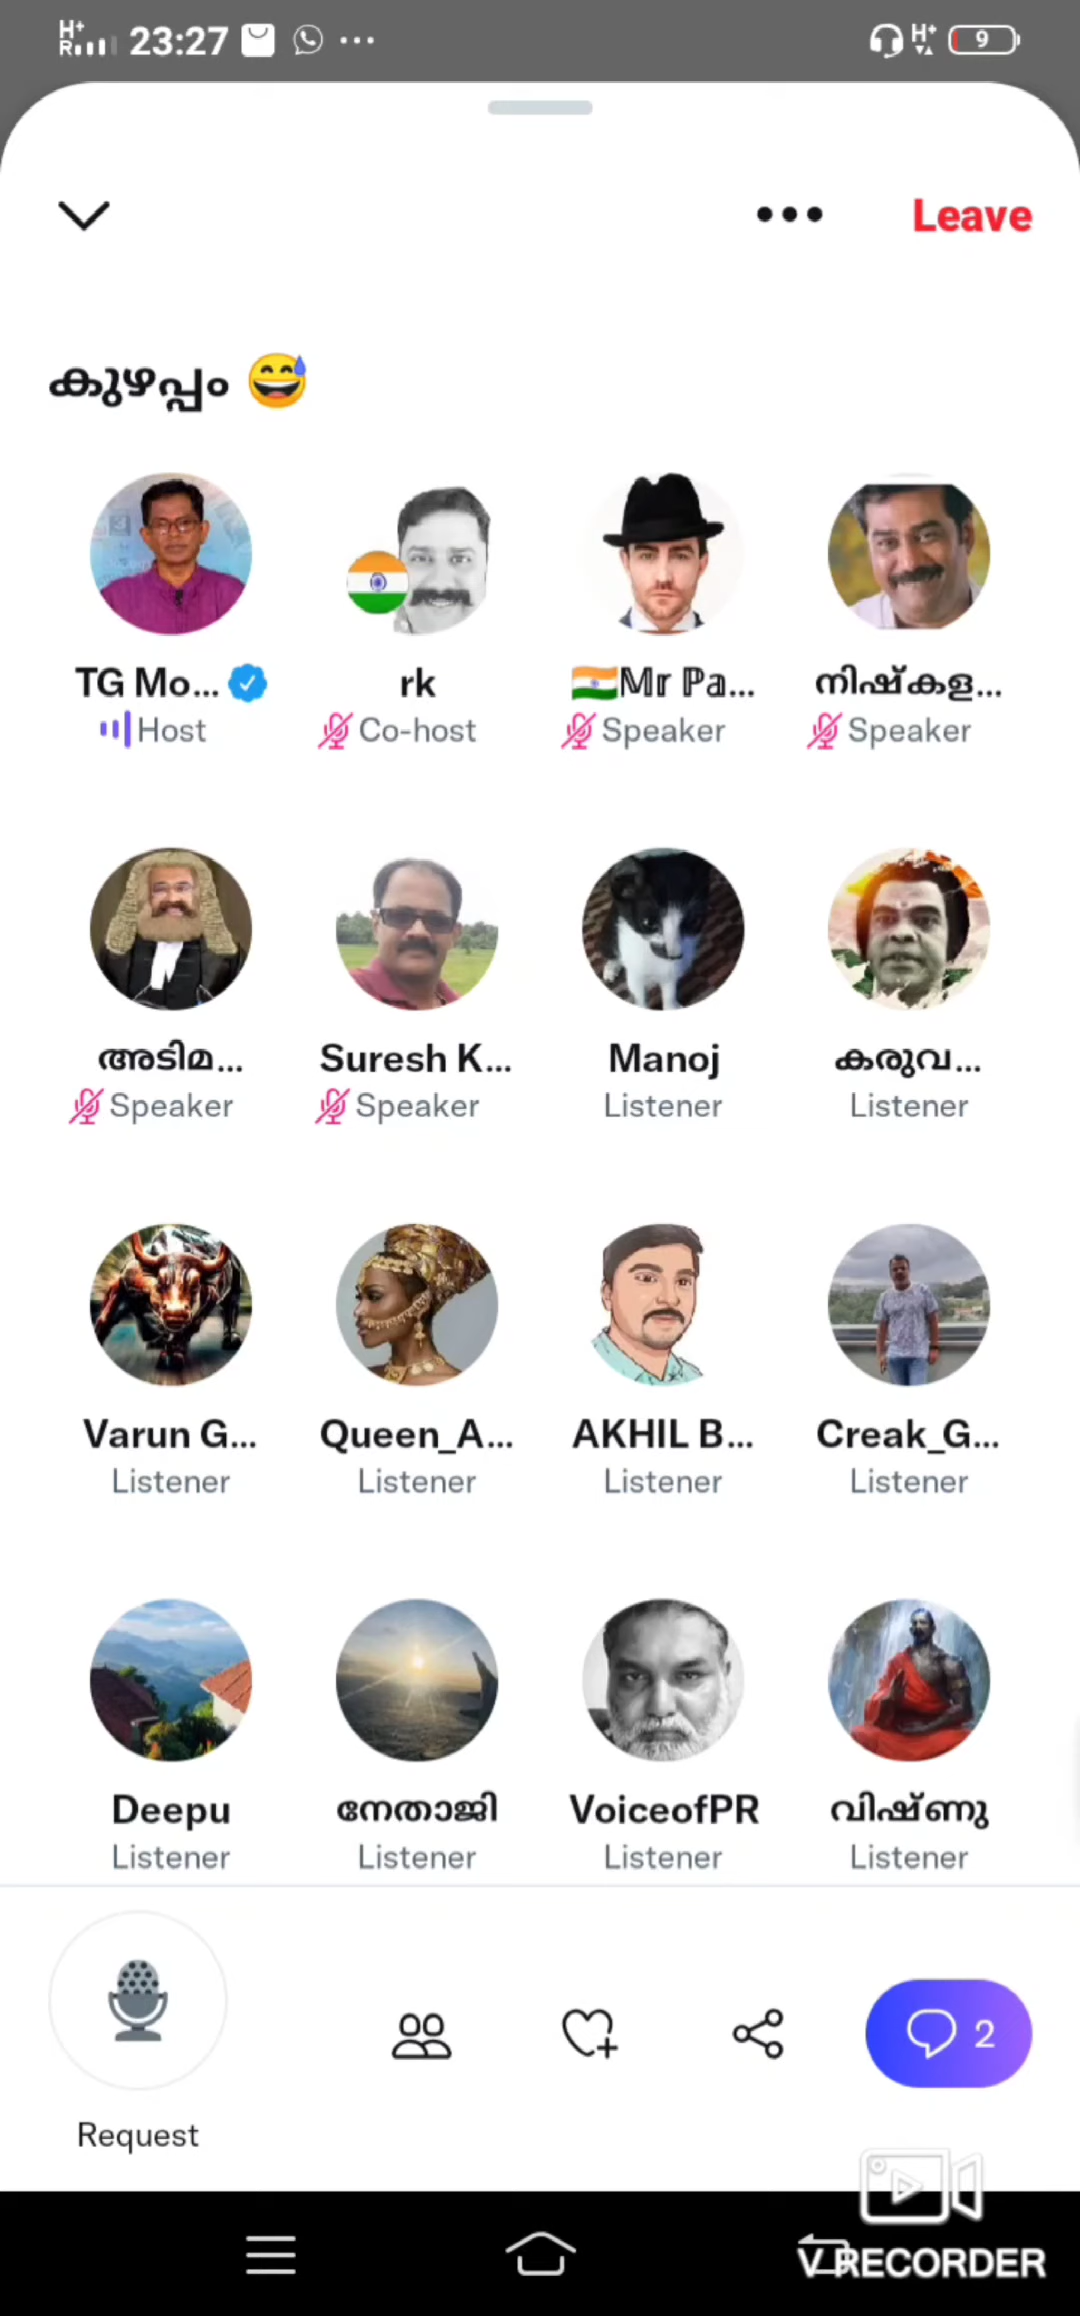 H+
R 23:27 ... H+ 9
Leave
കുഴപ്പം 😅
TG Mo... rk 🇮🇳Mr ℙa... നിഷ്കള...
Host Co-host Speaker Speaker
അടിമ... Suresh K... Manoj കരുവ...
Speaker Speaker Listener Listener
Varun G... Queen_A... AKHIL B... Creak_G...
Listener Listener Listener Listener
Deepu നേതാജി VoiceofPR വിഷ്ണു
Listener Listener Listener Listener
2
Request
V RECORDER